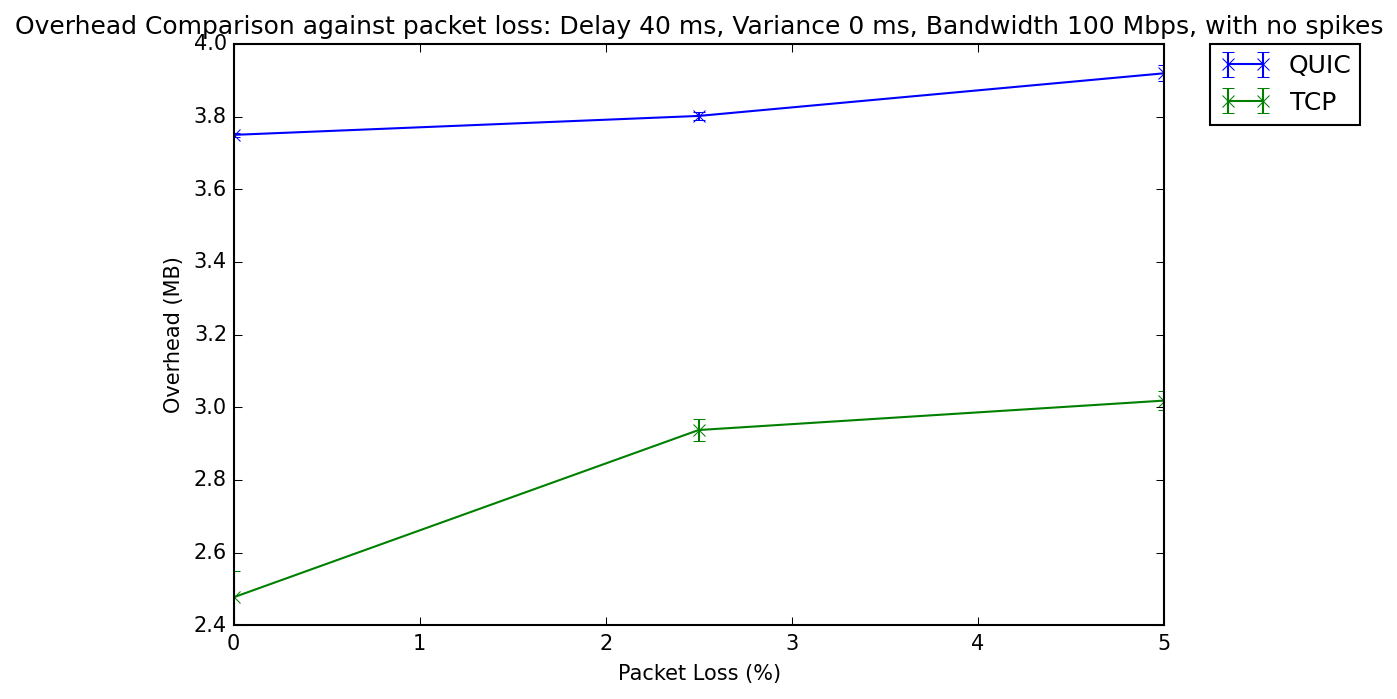 Overhead Comparison against packet loss: Delay 40 ms, Variance 0 ms, Bandwidth 100 Mbps, with no spikes
QUIC
TCP
Overhead (MB)
4.0
3.8
3.6
3.4
3.2
3.0
2.8
2.6
2.4
0 1 2 3 4 5
Packet Loss (%)